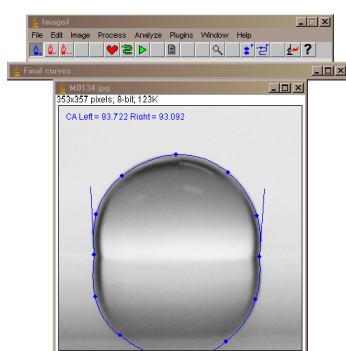 ImageJ
File Edit Image Process Analyze Plugins Window Help
?
Final curves
M0134.jpg
353x357 pixels; 8-bit; 123K
CA Left = 93.722 Right = 93.092